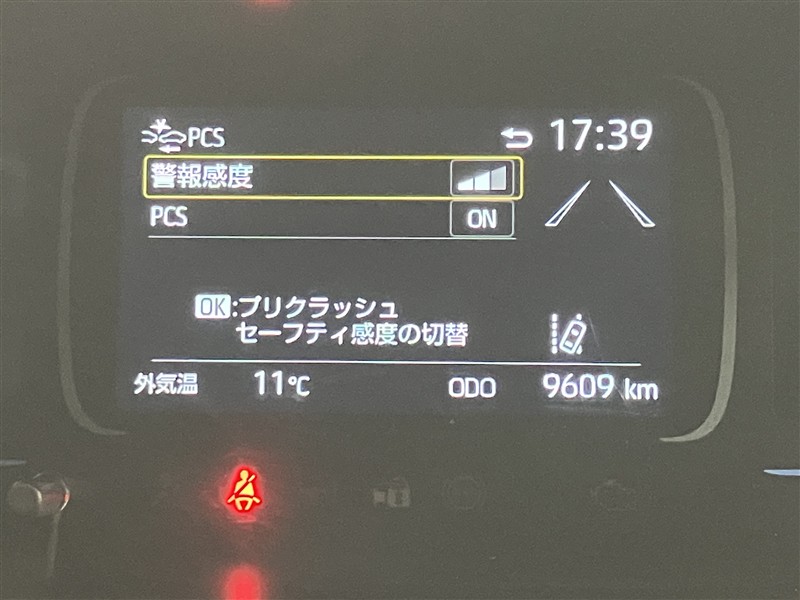 PCS 17:39
警報感度
PCS ON
OK:プリクラッシュ
セーフティ感度の切替
外気温 11℃ ODO 9609 km